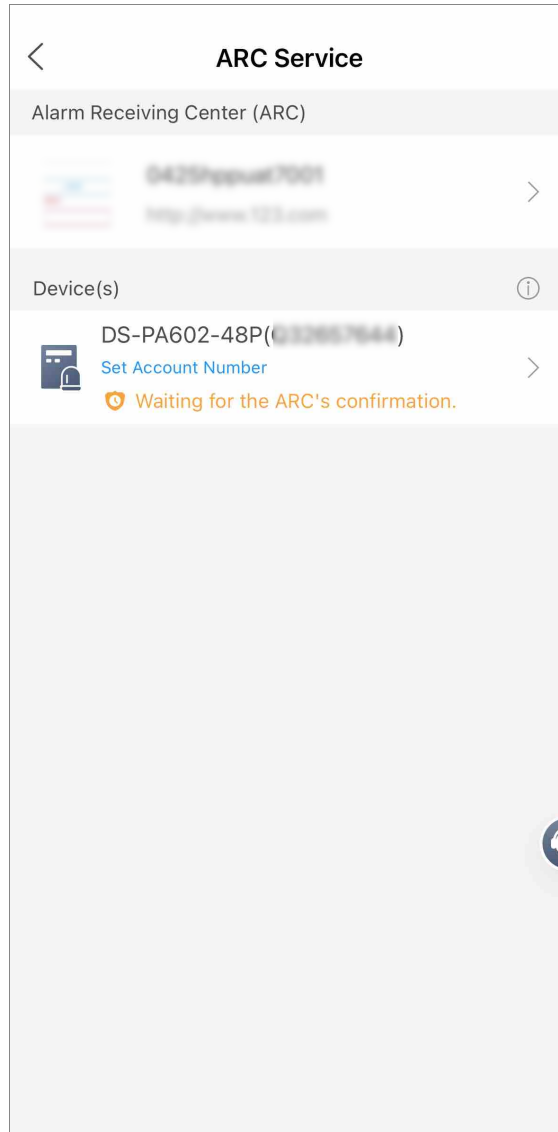 ARC Service
Alarm Receiving Center (ARC)
Device(s)
DS-PA602-48P( )
Set Account Number
Waiting for the ARC's confirmation.